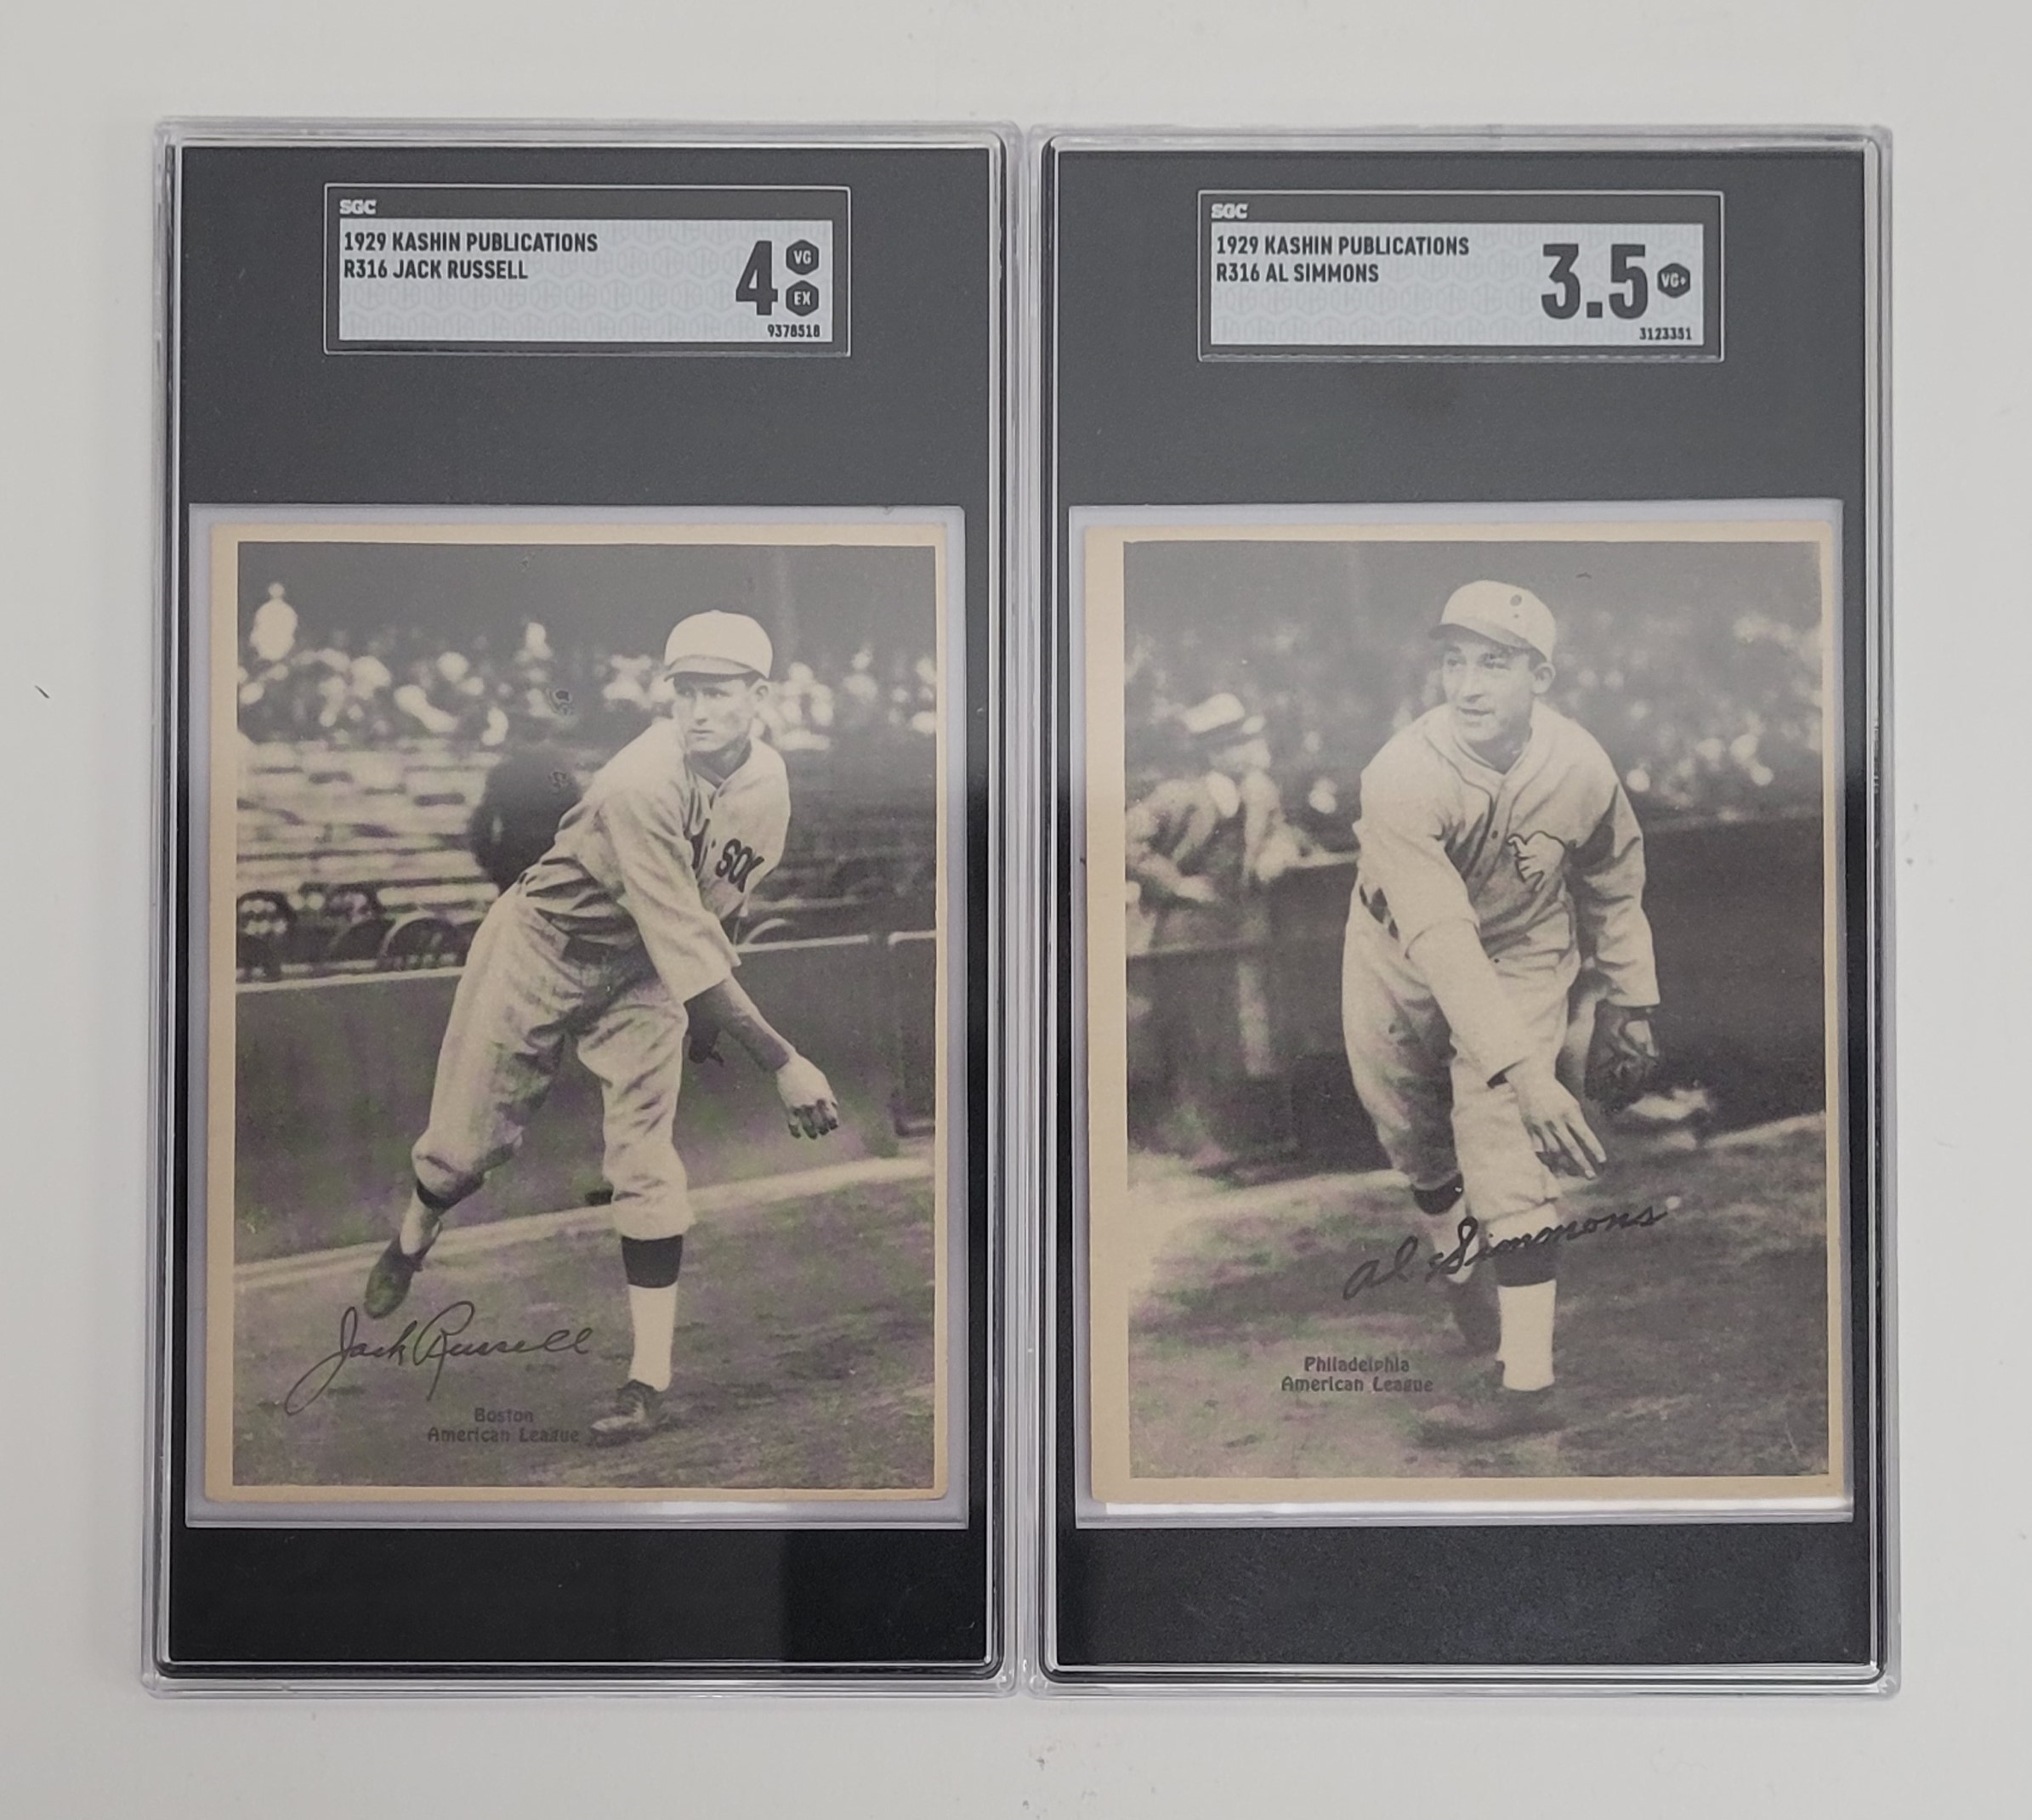 SGC
1929 KASHIN PUBLICATIONS
R316 JACK RUSSELL
4
VG
EX
9378518
SOX
Jack Russell
Boston
American League
SGC
1929 KASHIN PUBLICATIONS
R316 AL SIMMONS
3.5
VG+
3123351
Al Simmons
Philadelphia
American League